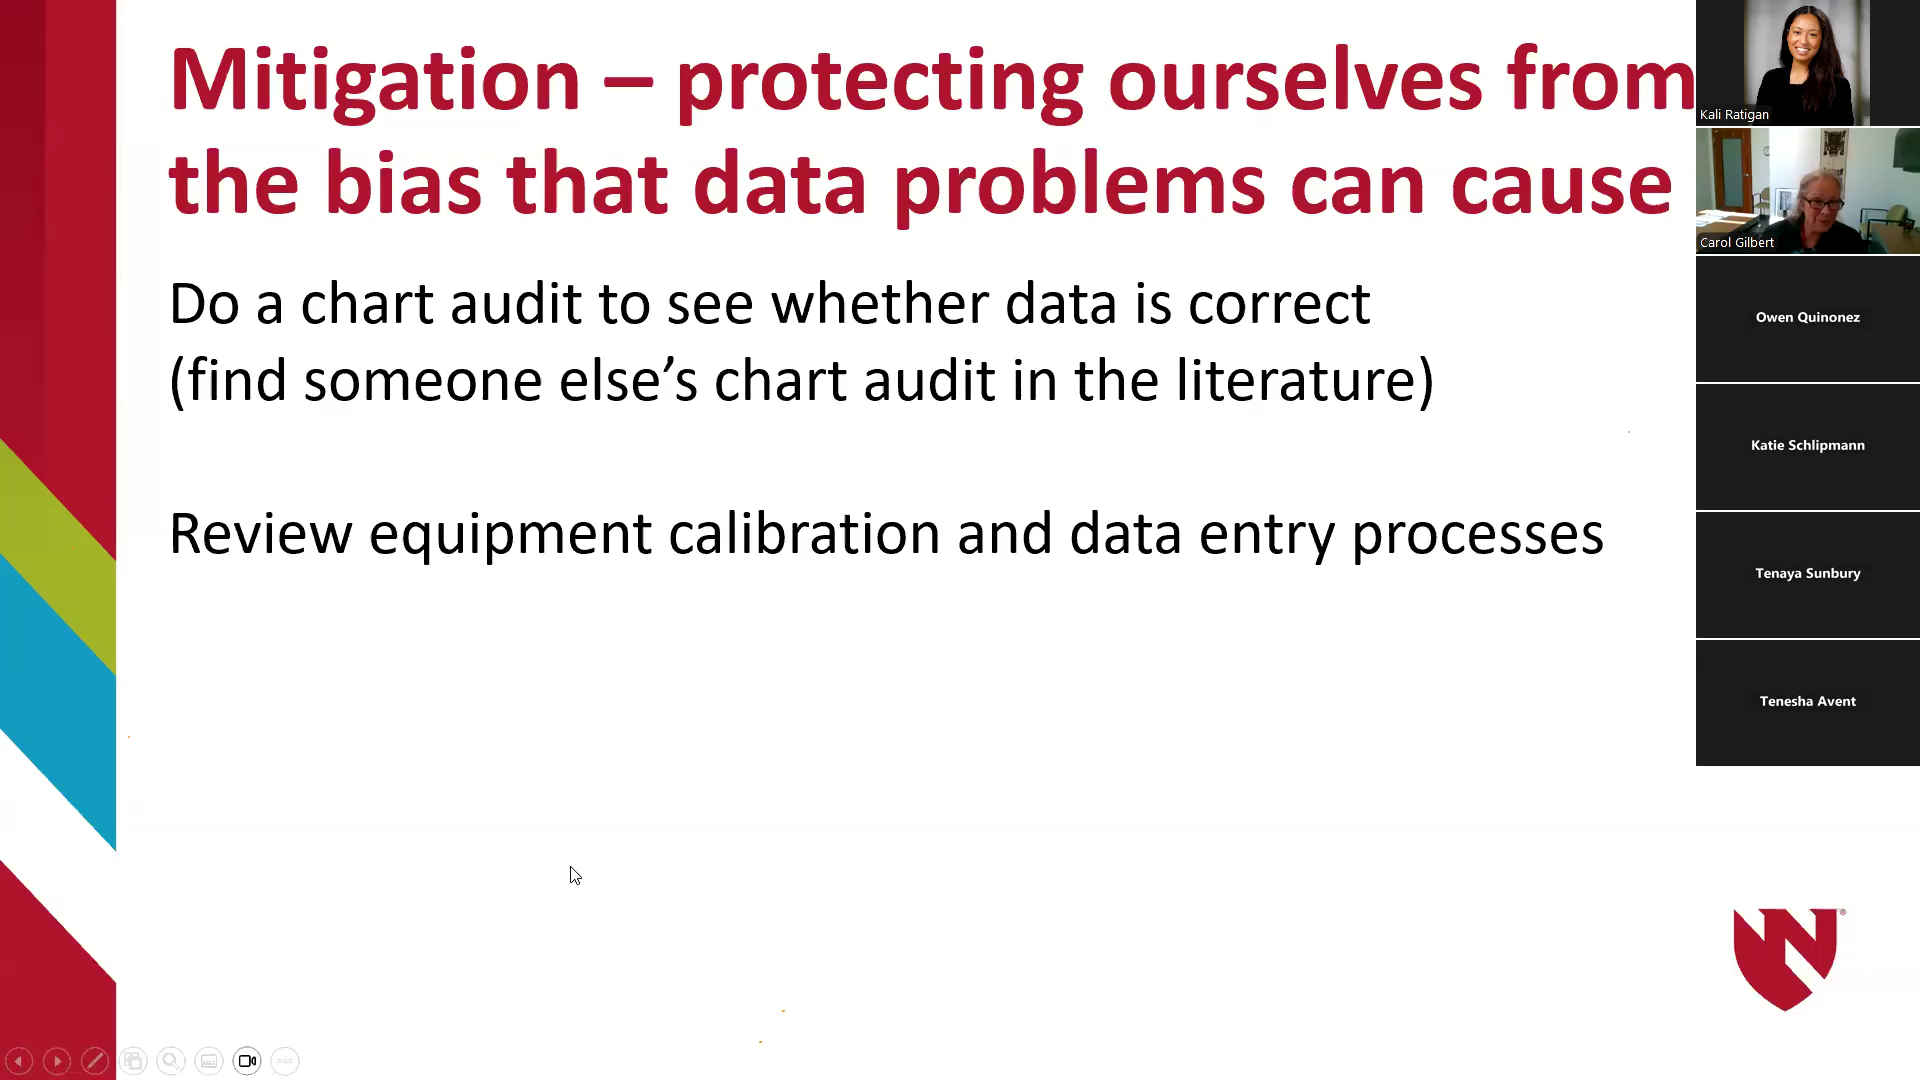 Mitigation – protecting ourselves from
the bias that data problems can cause
Do a chart audit to see whether data is correct
(find someone else’s chart audit in the literature)
Review equipment calibration and data entry processes
Kali Ratigan
Carol Gilbert
Owen Quinonez
Katie Schlipmann
Tenaya Sunbury
Tenesha Avent
N
®